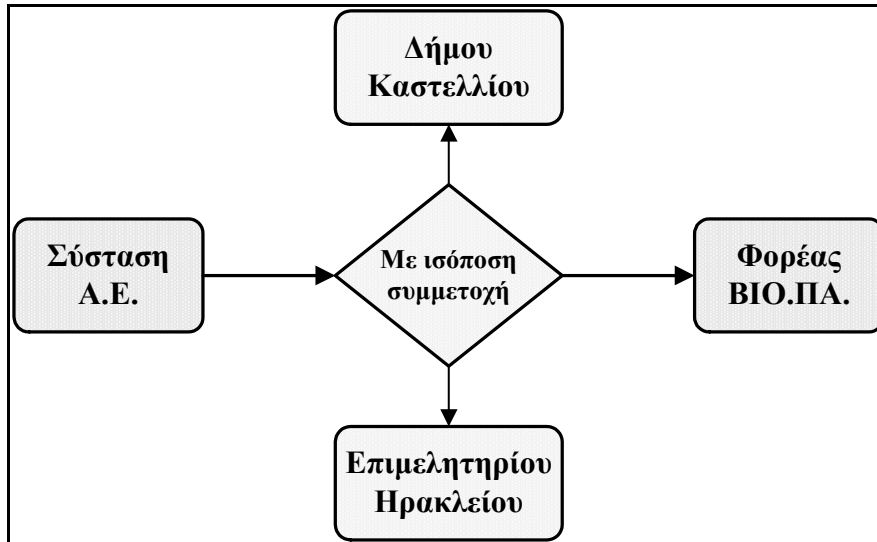 Δήμου
Καστελλίου
Σύσταση
Α.Ε.
Με ισόποση
συμμετοχή
Φορέας
ΒΙΟ.ΠΑ.
Επιμελητηρίου
Ηρακλείου